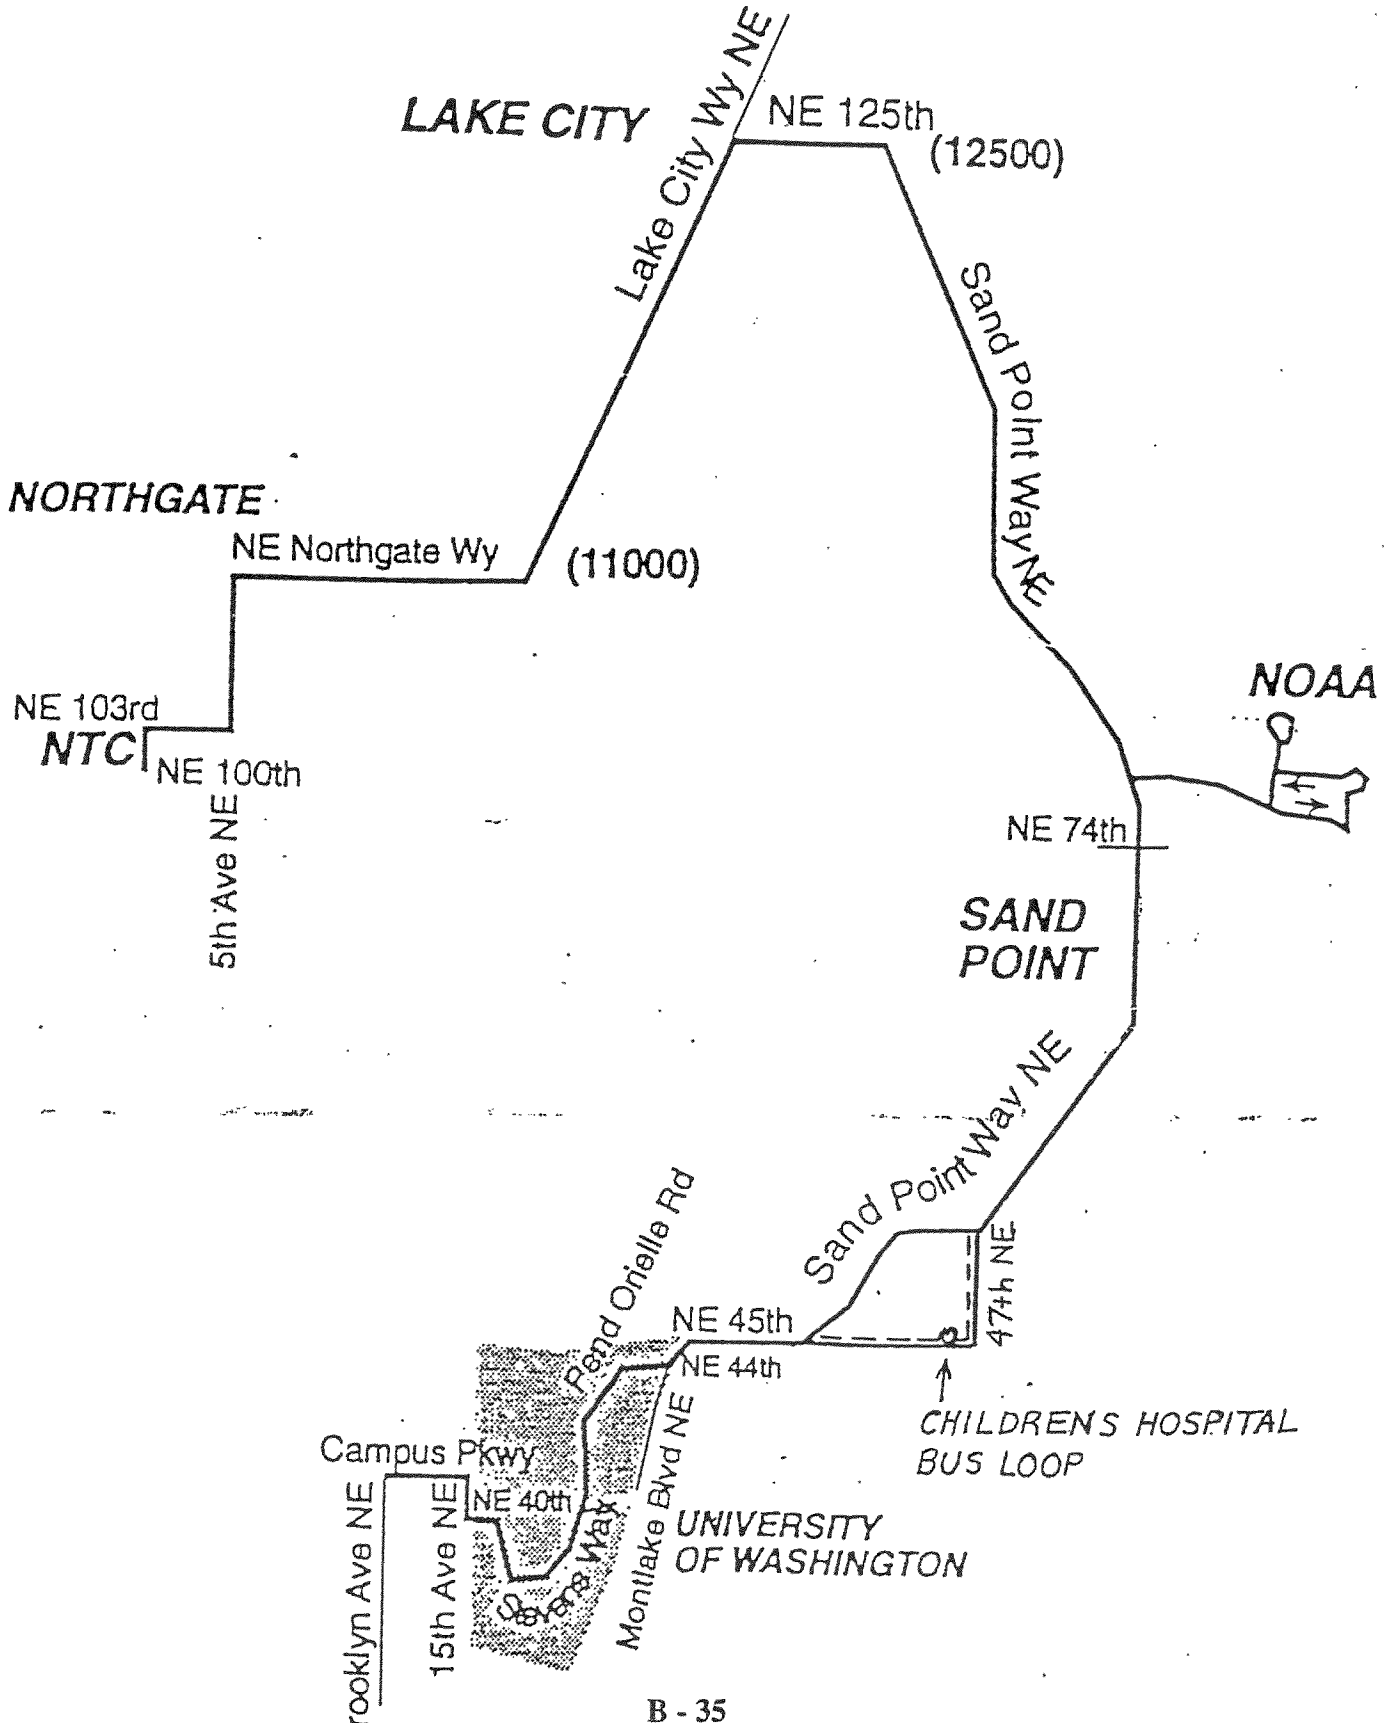 Lake City Wy NE
LAKE CITY
NE 125th
(12500)
Sand Point Way NE
NORTHGATE
NE Northgate Wy
(11000)
NOAA
NE 103rd
NTC
NE 100th
5th Ave NE
NE 74th
SAND
POINT
Sand Point Way NE
Pend Orielle Rd
47th NE
NE 45th
NE 44th
CHILDRENS HOSPITAL
BUS LOOP
Campus Pkwy
NE 40th
rooklyn Ave NE
15th Ave NE
Stevens Way
Montlake Blvd NE
UNIVERSITY
OF WASHINGTON
B - 35